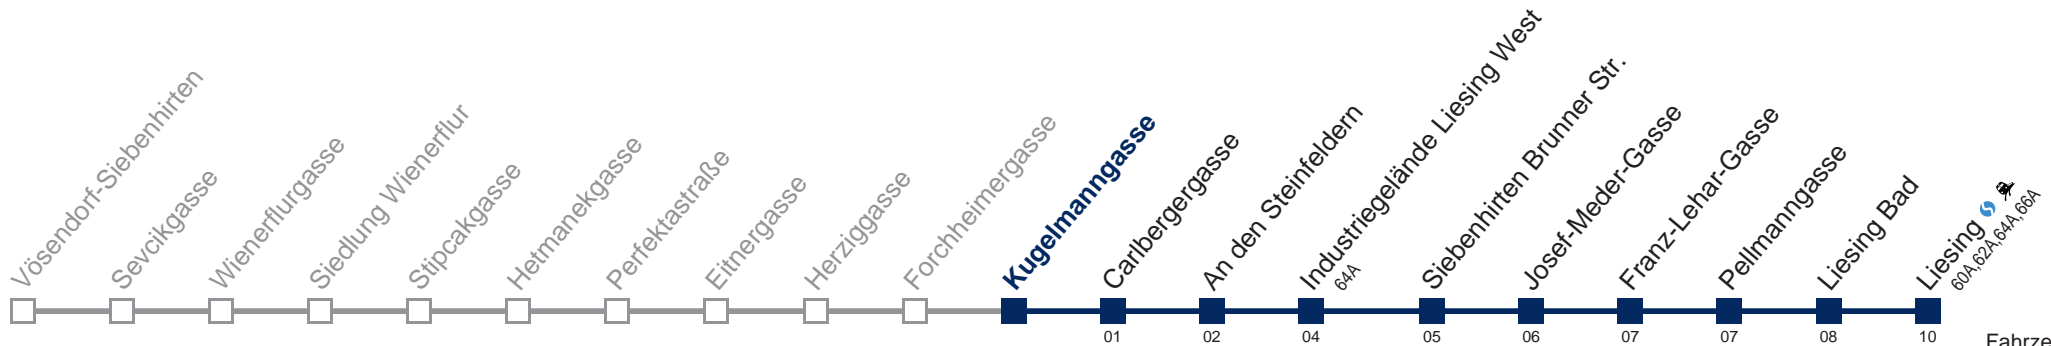 Vösendorf-Siebenhirten
Sevcikgasse
Wienerflurgasse
Siedlung Wienerflur
Stipcakgasse
Hetmanekgasse
Perfektastraße
Eitnergasse
Herziggasse
Forchheimergasse
Kugelmanngasse
Carlbergergasse
An den Steinfeldern
Industriegelände Liesing West
64A
Siebenhirten Brunner Str.
Josef-Meder-Gasse
Franz-Lehar-Gasse
Pellmanngasse
Liesing Bad
Liesing
60A,62A,64A,66A
01 02 04 05 06 07 07 08 10
Fahrze